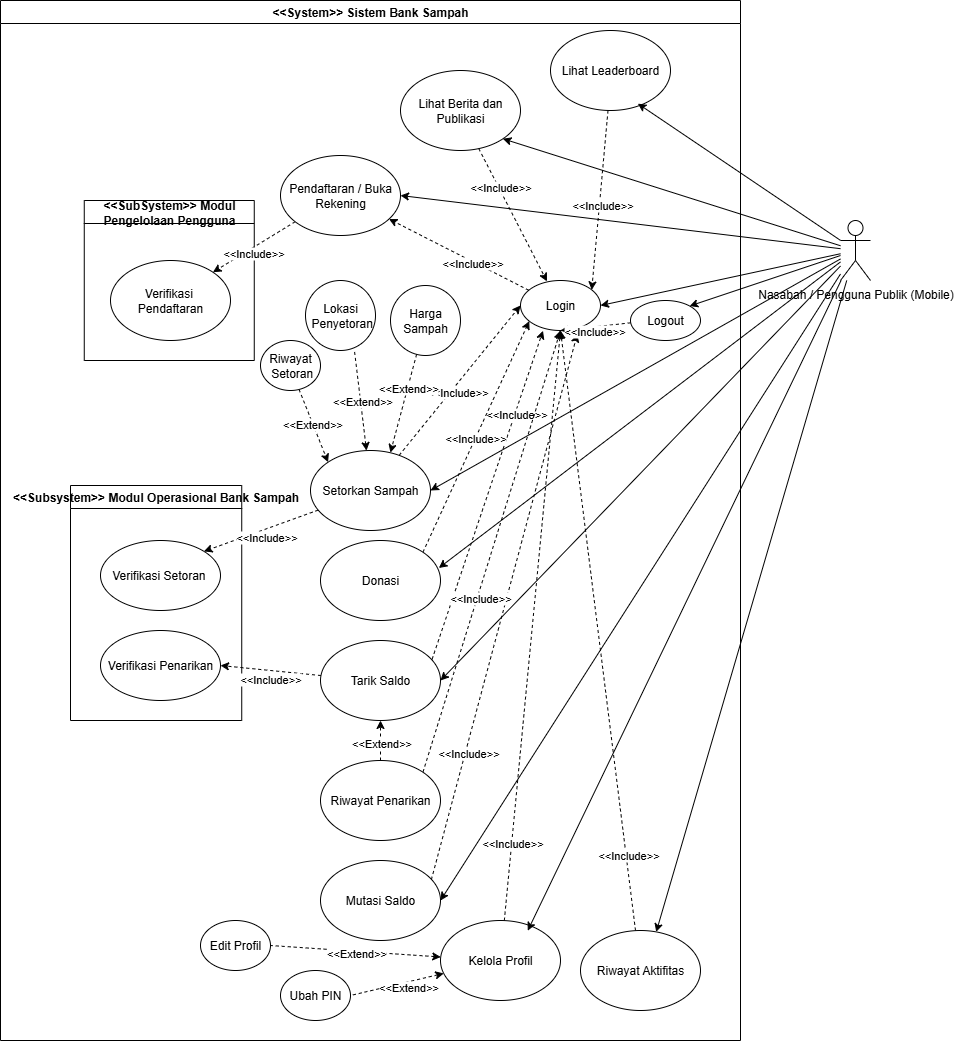 <<System>> Sistem Bank Sampah
Lihat Leaderboard
Lihat Berita dan
Publikasi
Pendaftaran / Buka
Rekening
<<Include>>
<<SubSystem>> Modul
Pengelolaan Pengguna
<<Include>>
<<Include>>
<<Include>>
Verifikasi
Pendaftaran
Lokasi
Penyetoran
Harga
Sampah
Login
Logout
<<Include>>
Nasabah / Pengguna Publik (Mobile)
Riwayat
Setoran
<<Extend>>
Include>>
<<Extend>>
<<Extend>>
<<Include>>
<<Include>>
Setorkan Sampah
<<Subsystem>> Modul Operasional Bank Sampah
<<Include>>
Verifikasi Setoran
Donasi
<<Include>>
Verifikasi Penarikan
<<Include>>
Tarik Saldo
<<Extend>>
<<Include>>
Riwayat Penarikan
<<Include>>
<<Include>>
Mutasi Saldo
Edit Profil
<<Extend>>
Kelola Profil
Riwayat Aktifitas
Ubah PIN
<<Extend>>